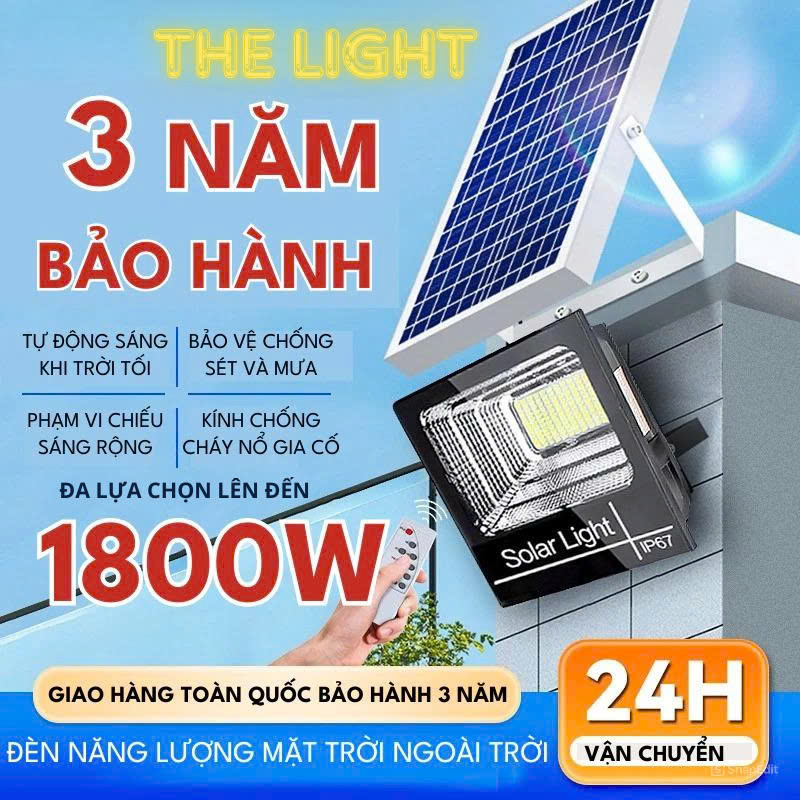 THE LIGHT
3 NĂM
BẢO HÀNH
TỰ ĐỘNG SÁNG
KHI TRỜI TỐI
BẢO VỆ CHỐNG
SÉT VÀ MƯA
PHẠM VI CHIẾU
SÁNG RỘNG
KÍNH CHỐNG
CHÁY NỔ GIA CỐ
ĐA LỰA CHỌN LÊN ĐẾN
1800W
Solar Light
IP67
GIAO HÀNG TOÀN QUỐC BẢO HÀNH 3 NĂM
24H
VẬN CHUYỂN
ĐÈN NĂNG LƯỢNG MẶT TRỜI NGOÀI TRỜI
SnapEdit